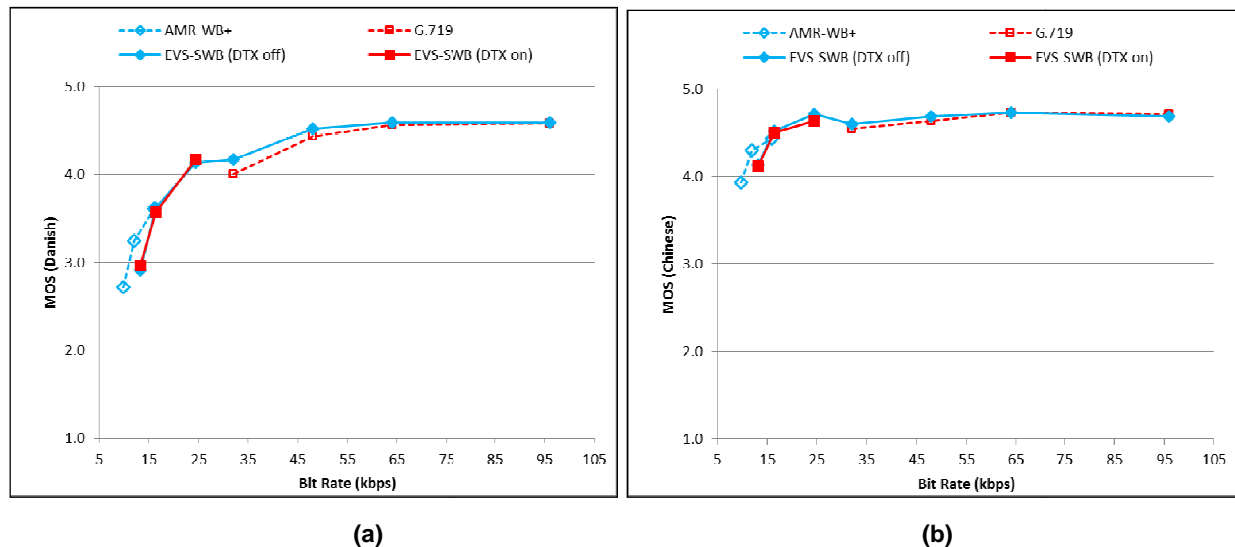 AMR-WB+ G.719
EVS-SWB (DTX off) EVS-SWB (DTX on)
5.0
4.0
3.0
2.0
1.0
MOS (Danish)
5 15 25 35 45 55 65 75 85 95 105
Bit Rate (kbps)
(a)
AMR-WB+ G.719
EVS SWB (DTX off) EVS SWB (DTX on)
5.0
4.0
3.0
2.0
1.0
MOS (Chinese)
5 15 25 35 45 55 65 75 85 95 105
Bit Rate (kbps)
(b)